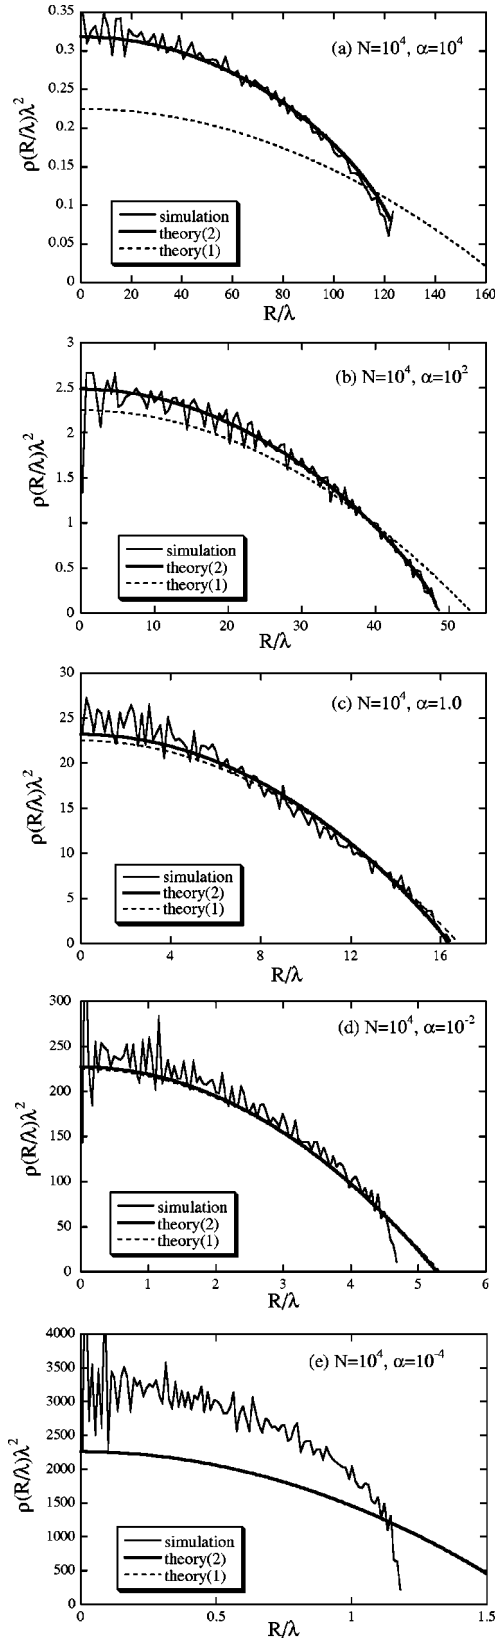 0.35
(a) N=10⁴, α=10⁴
0.3
0.25
0.2
ρ(R/λ)λ²
0.15
0.1
simulation
theory(2)
0.05
theory(1)
0
0 20 40 60 80 100 120 140 160
R/λ
3
(b) N=10⁴, α=10²
2.5
2
ρ(R/λ)λ²
1.5
1
simulation
0.5
theory(2)
theory(1)
0
0 10 20 30 40 50
R/λ
30
(c) N=10⁴, α=1.0
25
20
ρ(R/λ)λ²
15
10
simulation
5
theory(2)
theory(1)
0
0 4 8 12 16
R/λ
300
(d) N=10⁴, α=10⁻²
250
200
ρ(R/λ)λ²
150
100
simulation
50
theory(2)
theory(1)
0
0 1 2 3 4 5 6
R/λ
4000
(e) N=10⁴, α=10⁻⁴
3500
3000
2500
ρ(R/λ)λ²
2000
1500
1000
simulation
500
theory(2)
theory(1)
0
0 0.5 1 1.5
R/λ